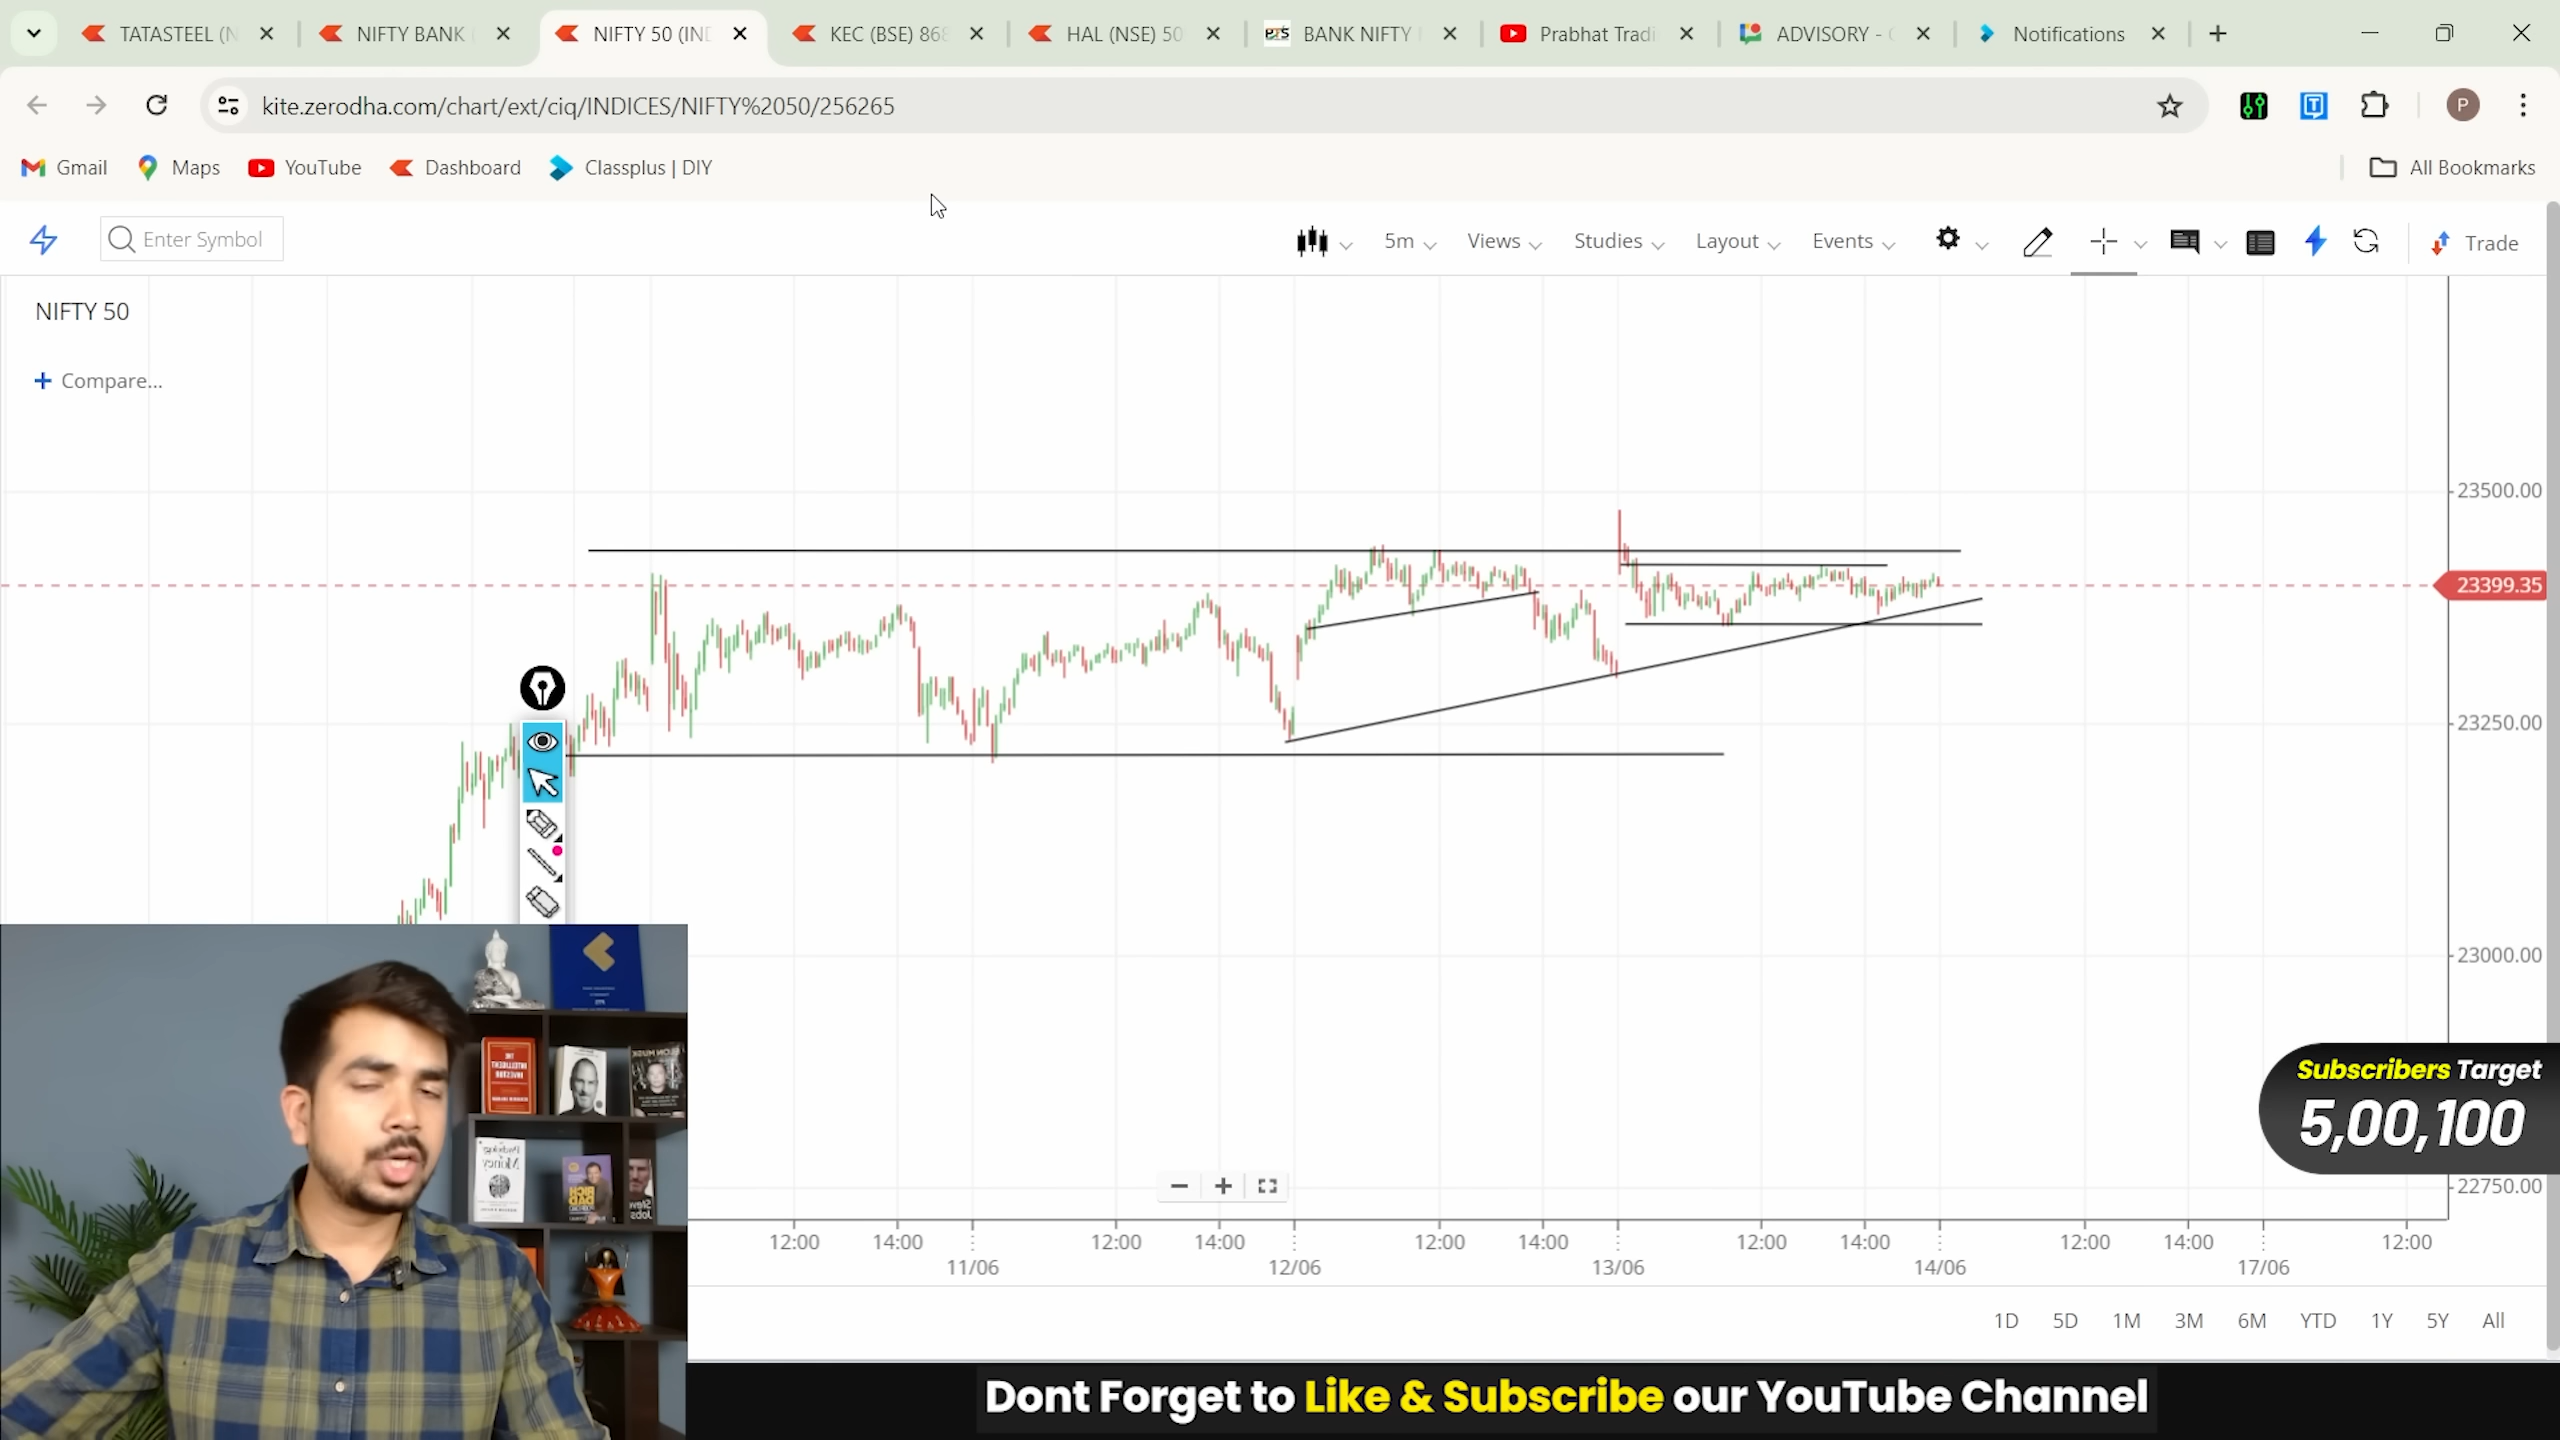 TATASTEEL (N
NIFTY BANK
NIFTY 50 (IND
KEC (BSE) 868
HAL (NSE) 50
BANK NIFTY
Prabhat Tradi
ADVISORY -
Notifications
kite.zerodha.com/chart/ext/ciq/INDICES/NIFTY%2050/256265
P
Gmail
Maps
YouTube
Dashboard
Classplus | DIY
All Bookmarks
Enter Symbol
5m
Views
Studies
Layout
Events
Trade
NIFTY 50
+ Compare...
23500.00
23399.35
23250.00
23000.00
22750.00
Subscribers Target
5,00,100
12:00 14:00 12:00 14:00 12:00 14:00 12:00 14:00 12:00 14:00 12:00
11/06 12/06 13/06 14/06 17/06
1D 5D 1M 3M 6M YTD 1Y 5Y All
Dont Forget to Like & Subscribe our YouTube Channel